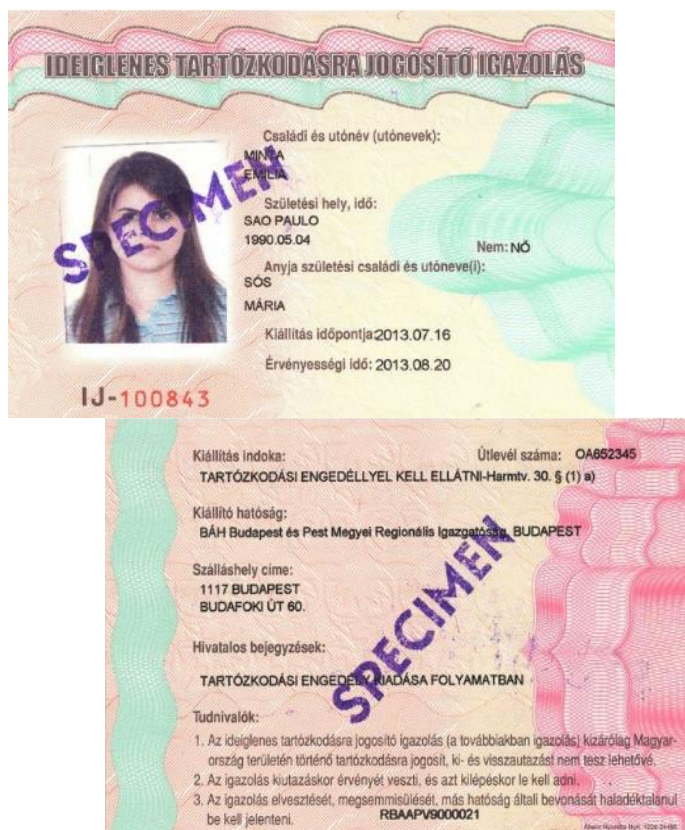 IDEIGLENES TARTÓZKODÁSRA JOGOSÍTÓ IGAZOLÁS
Családi és utónév (utónevek):
MINTA
EMILIA
SPECIMEN
Születési hely, idő:
SAO PAULO
1990.05.04
Nem: NŐ
Anyja születési családi és utóneve(i):
SÓS
MÁRIA
Kiállítás időpontja:2013.07.16
Érvényességi idő: 2013.08.20
IJ-100843
Kiállítás indoka: Útlevél száma: OA652345
TARTÓZKODÁSI ENGEDÉLLYEL KELL ELLÁTNI-Harmtv. 30. § (1) a)
Kiállító hatóság:
BÁH Budapest és Pest Megyei Regionális Igazgatóság, BUDAPEST
Szálláshely címe:
1117 BUDAPEST
BUDAFOKI ÚT 60.
SPECIMEN
Hivatalos bejegyzések:
TARTÓZKODÁSI ENGEDÉLY KIADÁSA FOLYAMATBAN
Tudnivalók:
1. Az ideiglenes tartózkodásra jogosító igazolás (a továbbiakban igazolás) kizárólag Magyar-
ország területén történő tartózkodásra jogosít, ki- és visszautazást nem tesz lehetővé.
2. Az igazolás kiutazáskor érvényét veszti, és azt kilépéskor le kell adni.
3. Az igazolás elvesztését, megsemmisülését, más hatóság általi bevonását haladéktalanul
be kell jelenteni. RBAAPV9000021